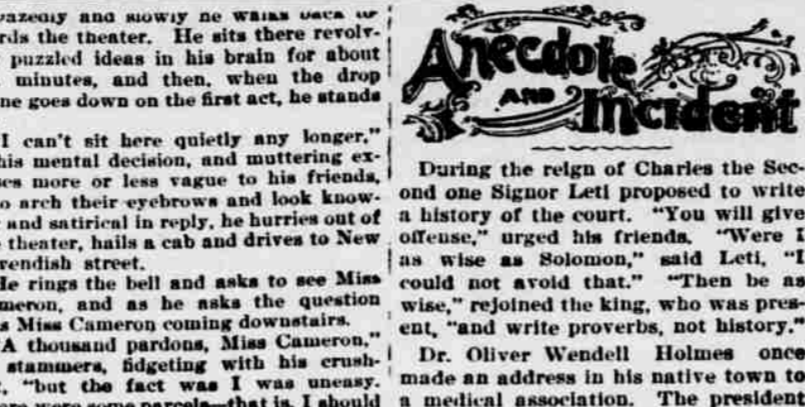 and slowly he walks back to
the theater. He sits there revolv-
puzzled ideas in his brain for about
minutes, and then, when the drop
goes down on the first act, he stands
I can't sit here quietly any longer,"
his mental decision, and muttering ex-
more or less vague to his friends,
arch their eyebrows and look know-
and satirical in reply, he hurries out of
theater, hails a cab and drives to New
street.
He rings the bell and asks to see Miss
and as he asks the question
Miss Cameron coming downstairs.
"A thousand pardons, Miss Cameron,"
stammers, fidgeting with his crush-
"but the fact was I was uneasy.
were some parcels—that is, I should
Anecdote
AND
Incident
During the reign of Charles the Sec-
ond one Signor Leti proposed to write
a history of the court. "You will give
offense," urged his friends. "Were I
as wise as Solomon," said Leti, "I
could not avoid that." "Then be as
wise," rejoined the king, who was pres-
ent, "and write proverbs, not history."
Dr. Oliver Wendell Holmes once
made an address in his native town to
a medical association. The president